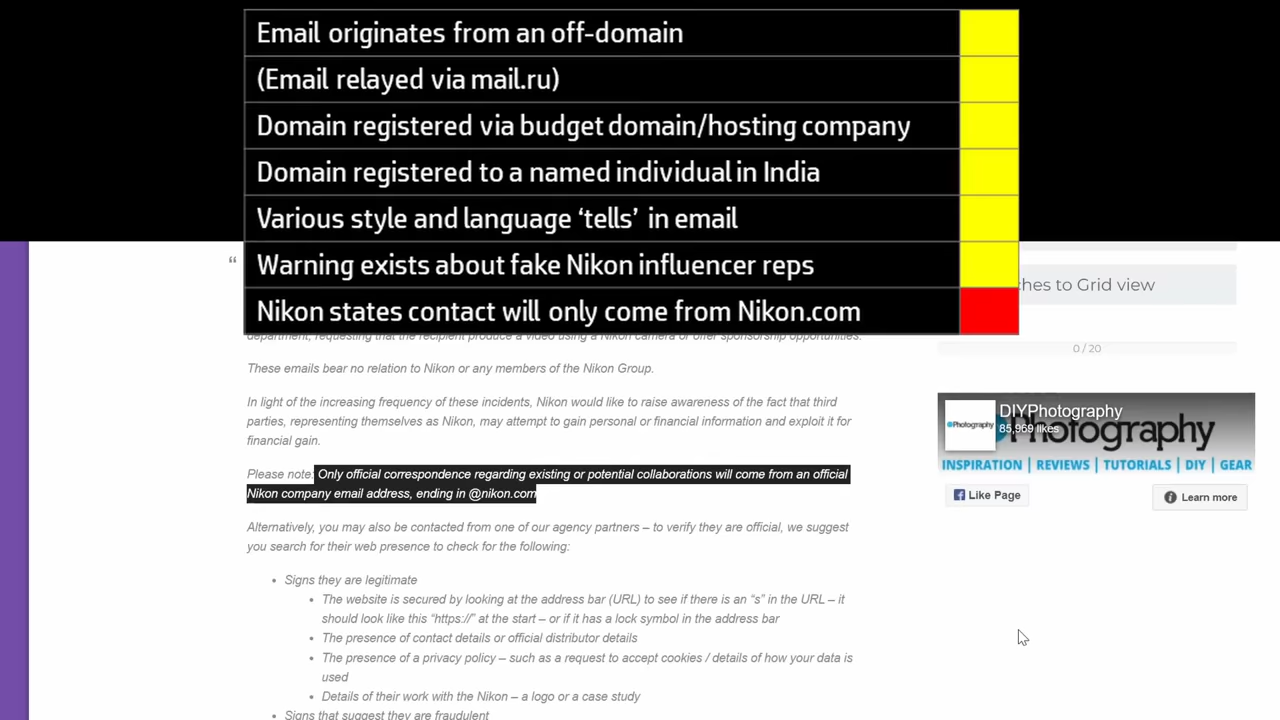 Email originates from an off-domain
(Email relayed via mail.ru)
Domain registered via budget domain/hosting company
Domain registered to a named individual in India
Various style and language ‘tells’ in email
“
Warning exists about fake Nikon influencer reps
ches to Grid view
Nikon states contact will only come from Nikon.com
department, requesting that the recipient produce a video using a Nikon camera or offer sponsorship opportunities.
0 / 20
These emails bear no relation to Nikon or any members of the Nikon Group.
In light of the increasing frequency of these incidents, Nikon would like to raise awareness of the fact that third
parties, representing themselves as Nikon, may attempt to gain personal or financial information and exploit it for
financial gain.
Please note: Only official correspondence regarding existing or potential collaborations will come from an official
Nikon company email address, ending in @nikon.com
Alternatively, you may also be contacted from one of our agency partners – to verify they are official, we suggest
you search for their web presence to check for the following:
• Signs they are legitimate
• The website is secured by looking at the address bar (URL) to see if there is an “s” in the URL – it
should look like this “https://” at the start – or if it has a lock symbol in the address bar
• The presence of contact details or official distributor details
• The presence of a privacy policy – such as a request to accept cookies / details of how your data is
used
• Details of their work with the Nikon – a logo or a case study
• Signs that suggest they are fraudulent
DIYPhotography
85,969 likes
Photography
Photography
INSPIRATION | REVIEWS | TUTORIALS | DIY | GEAR
Like Page
Learn more